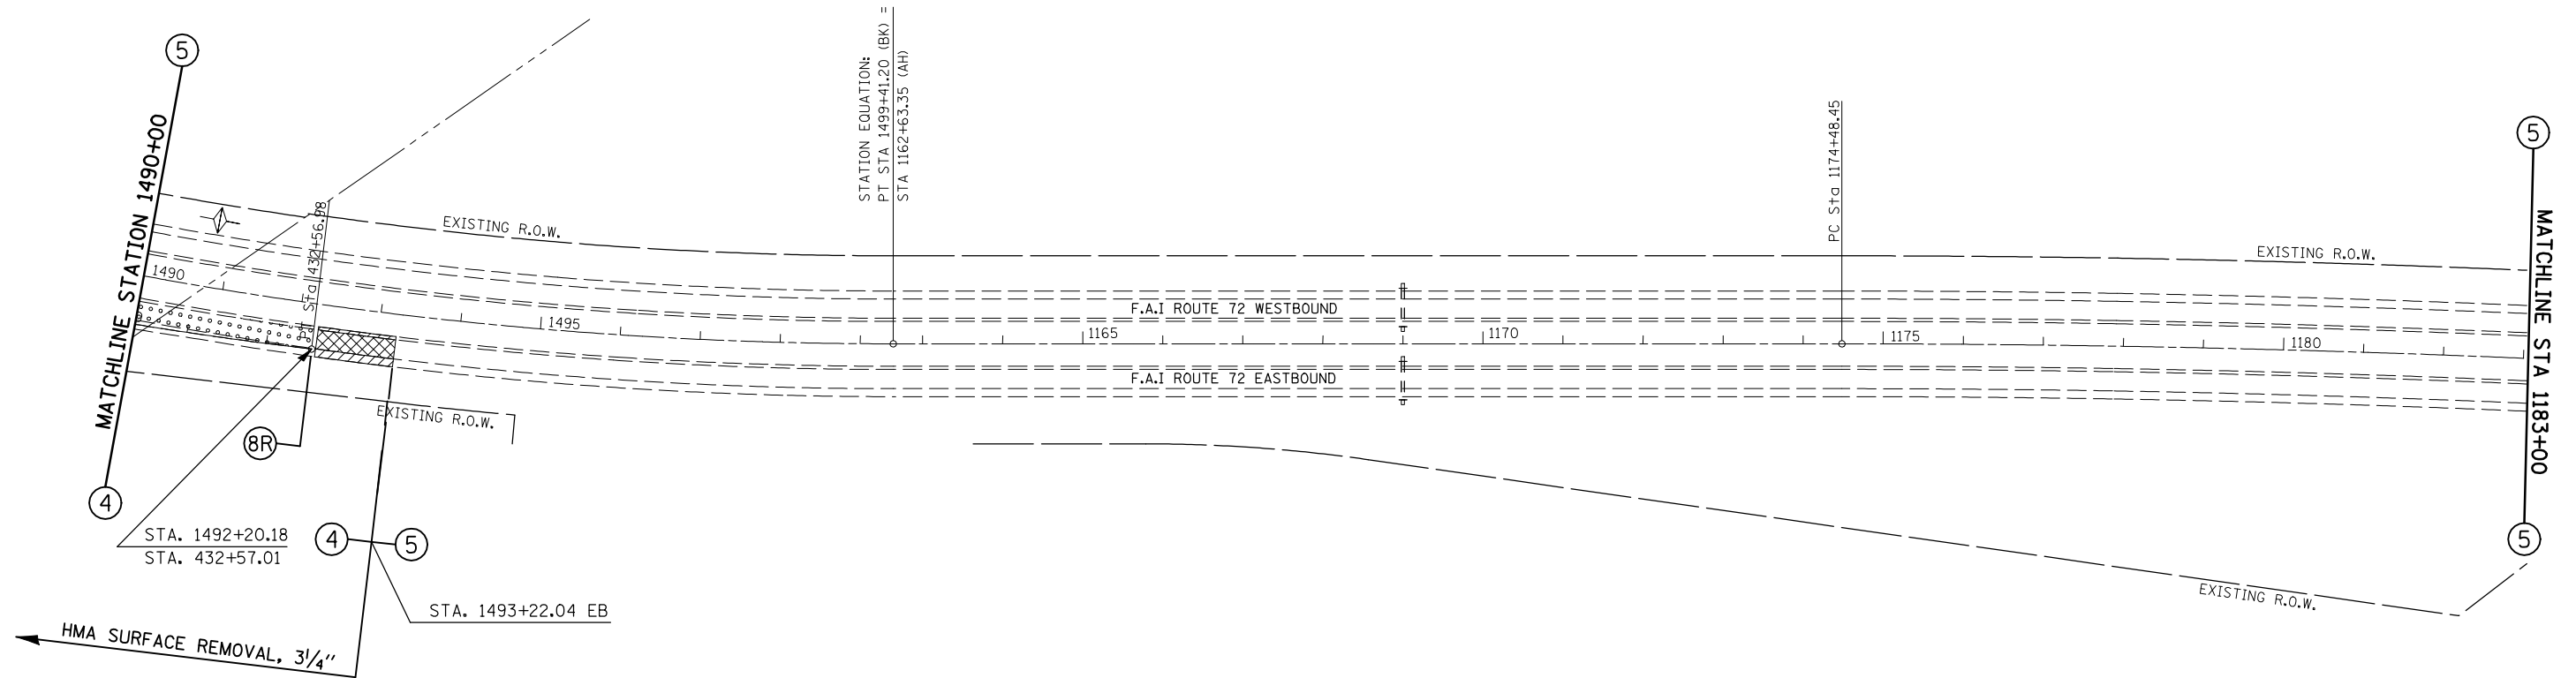 5
MATCHLINE STATION 1490+00
4
1490
PT Sta 432+56.98
EXISTING R.O.W.
1495
STATION EQUATION:
PT STA 1499+41.20 (BK) =
STA 1162+63.35 (AH)
F.A.I ROUTE 72 WESTBOUND
F.A.I ROUTE 72 EASTBOUND
1165
1170
PC Sta 1174+48.45
1175
1180
EXISTING R.O.W.
5
MATCHLINE STA 1183+00
5
EXISTING R.O.W.
8R
STA. 1492+20.18
STA. 432+57.01
4
5
STA. 1493+22.04 EB
HMA SURFACE REMOVAL, 3 1/4"
EXISTING R.O.W.